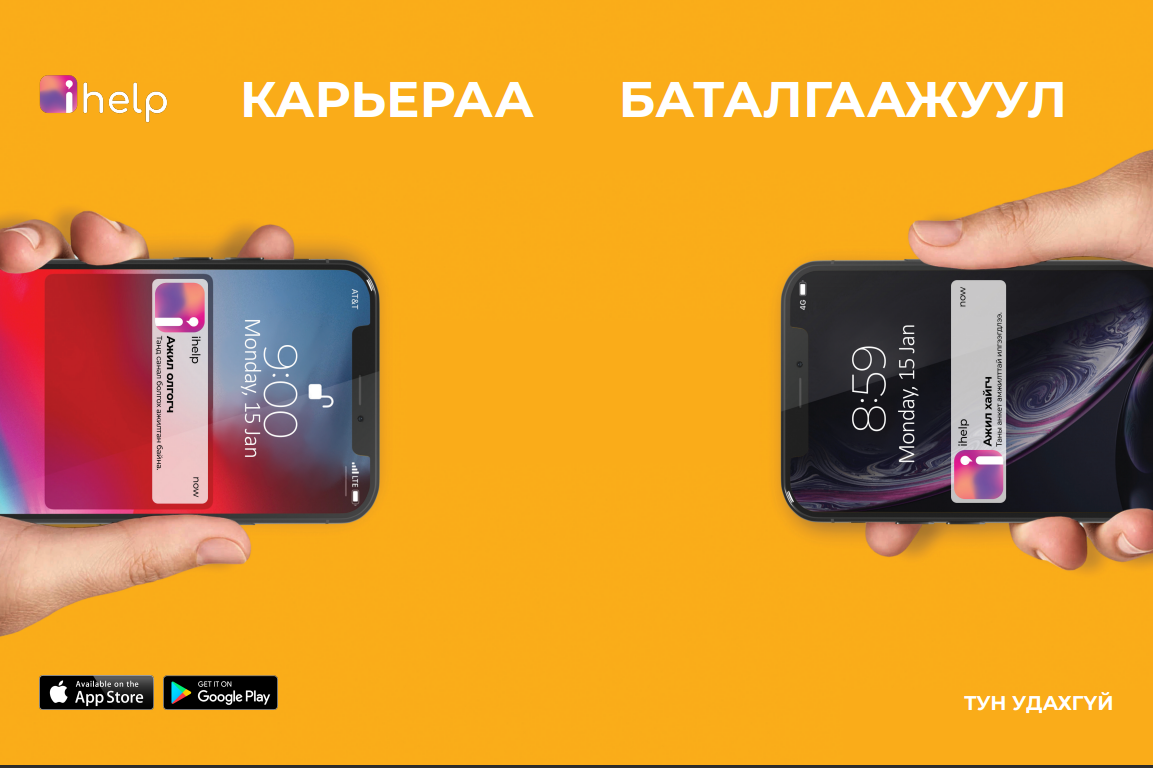 ihelp
КАРЬЕРАА БАТАЛГААЖУУЛ
AT&T
LTE
9:00
Monday, 15 Jan
ihelp now
Ажил олгогч
Танд санал болгох ажилтан байна.
4G
8:59
Monday, 15 Jan
ihelp now
Ажил хайгч
Таны анкет амжилттай илгээгдлээ.
Available on the
App Store
GET IT ON
Google Play
ТУН УДАХГҮЙ